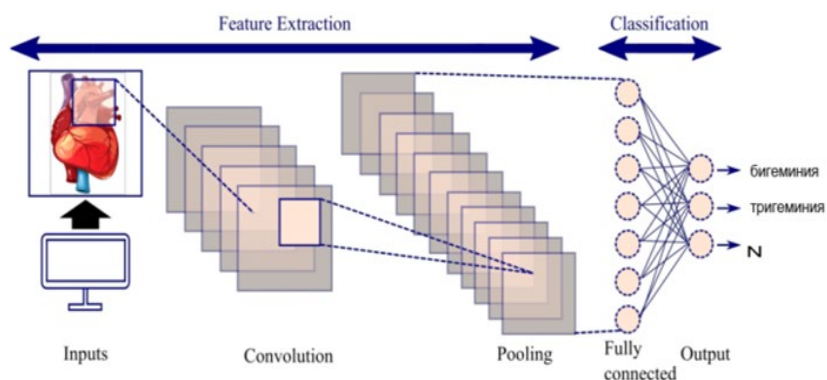 Feature Extraction
Classification
бигеминия
тригеминия
N
Inputs
Convolution
Pooling
Fully
connected
Output